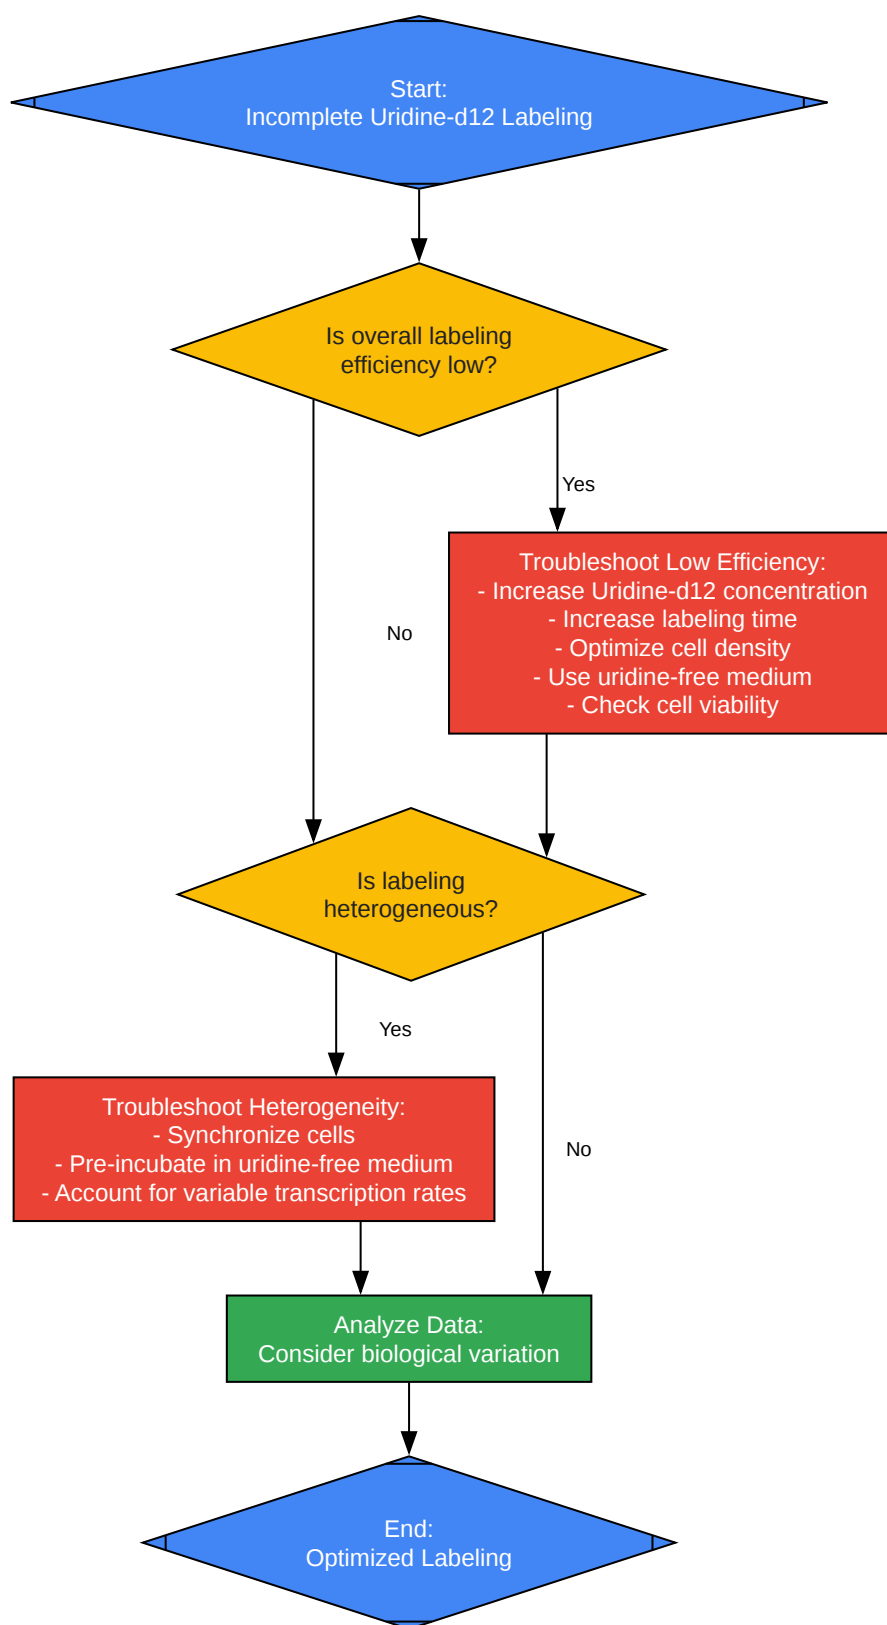 Start:
Incomplete Uridine-d12 Labeling
Is overall labeling
efficiency low?
Yes
Troubleshoot Low Efficiency:
- Increase Uridine-d12 concentration
- Increase labeling time
- Optimize cell density
- Use uridine-free medium
- Check cell viability
No
Is labeling
heterogeneous?
Yes
Troubleshoot Heterogeneity:
- Synchronize cells
- Pre-incubate in uridine-free medium
- Account for variable transcription rates
No
Analyze Data:
Consider biological variation
End:
Optimized Labeling